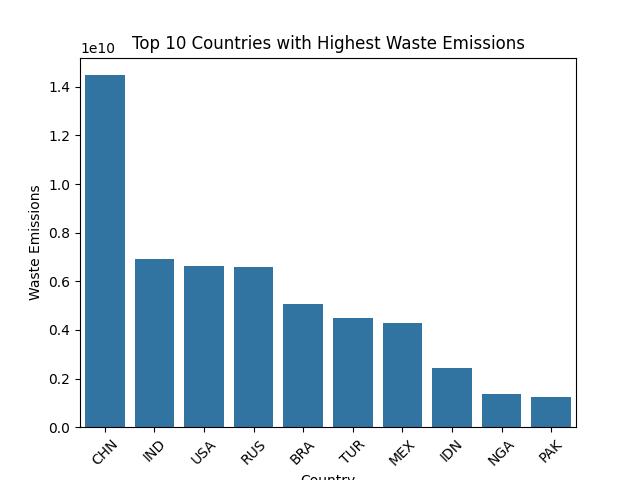 Top 10 Countries with Highest Waste Emissions
1e10
1.4
1.2
1.0
0.8
0.6
0.4
0.2
0.0
Waste Emissions
CHN IND USA RUS BRA TUR MEX IDN NGA PAK
Country